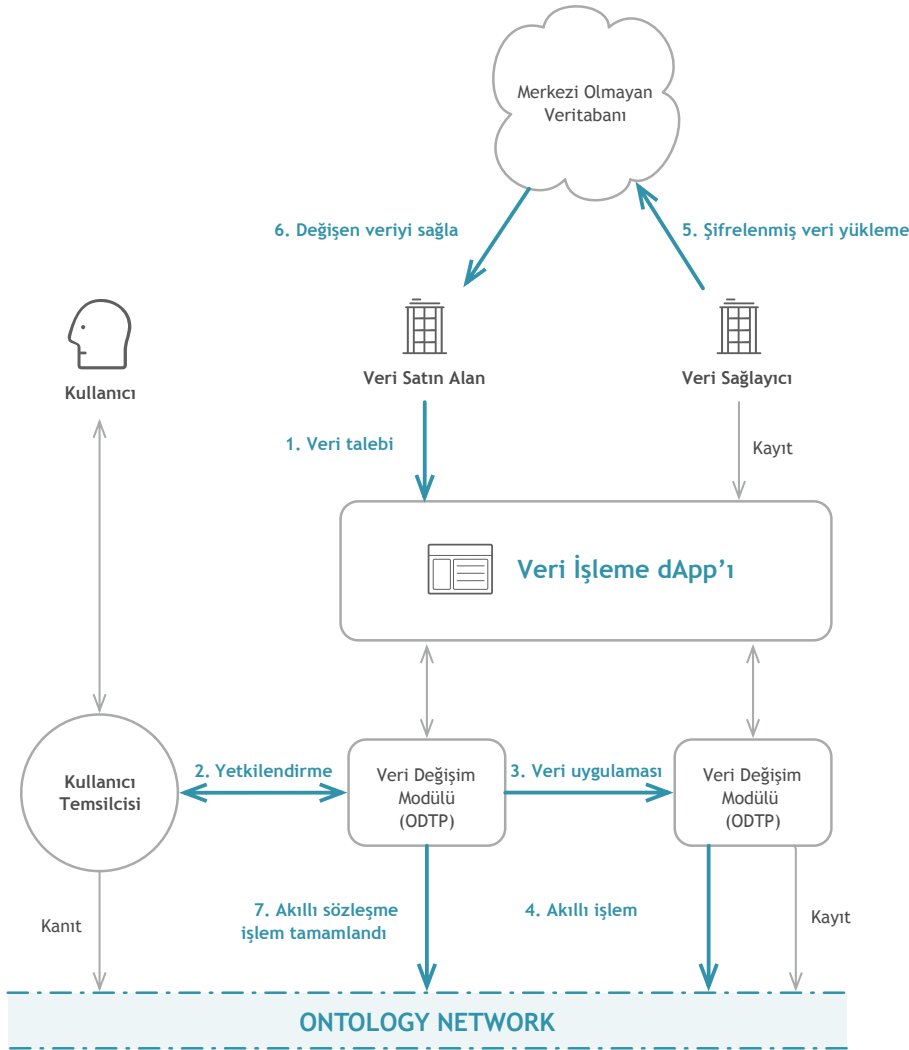 Merkezi Olmayan
Veritabanı
6. Değişen veriyi sağla
5. Şifrelenmiş veri yükleme
Kullanıcı
Veri Satın Alan
Veri Sağlayıcı
1. Veri talebi
Kayıt
Veri İşleme dApp’ı
Kullanıcı
Temsilcisi
2. Yetkilendirme
Veri Değişim
Modülü
(ODTP)
3. Veri uygulaması
Veri Değişim
Modülü
(ODTP)
Kanıt
7. Akıllı sözleşme
işlem tamamlandı
4. Akıllı işlem
Kayıt
ONTOLOGY NETWORK